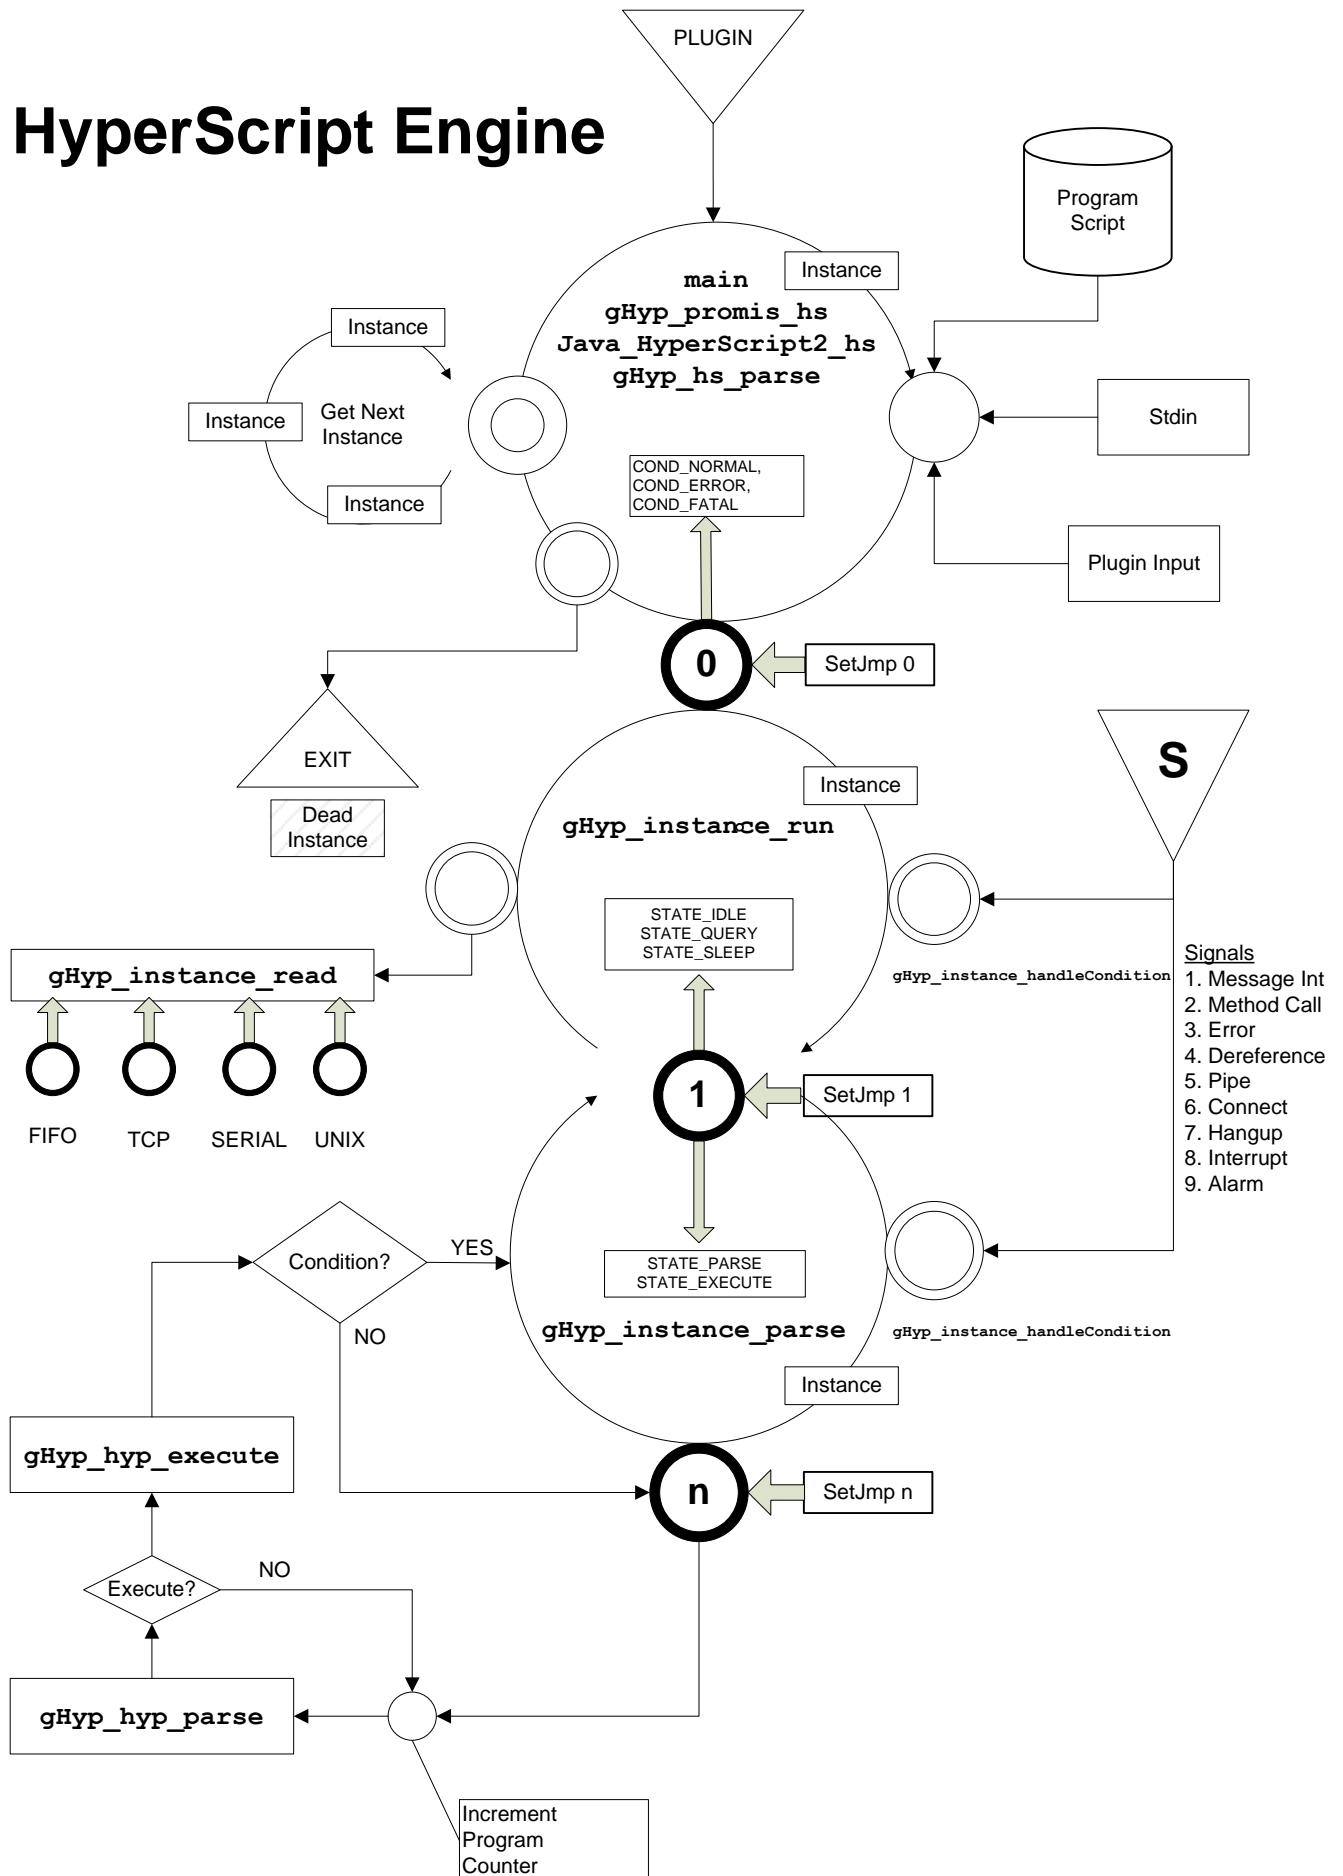 PLUGIN
HyperScript Engine
Program
Script
Instance
main
gHyp_promis_hs
Java_HyperScript2_hs
gHyp_hs_parse
Instance
Instance
Get Next
Instance
Instance
Stdin
COND_NORMAL,
COND_ERROR,
COND_FATAL
Plugin Input
0
SetJmp 0
EXIT
Dead
Instance
S
Instance
gHyp_instance_run
STATE_IDLE
STATE_QUERY
STATE_SLEEP
gHyp_instance_read
gHyp_instance_handleCondition
Signals
1. Message Int
2. Method Call
3. Error
4. Dereference
5. Pipe
6. Connect
7. Hangup
8. Interrupt
9. Alarm
1
SetJmp 1
FIFO
TCP
SERIAL
UNIX
Condition?
YES
NO
STATE_PARSE
STATE_EXECUTE
gHyp_instance_parse
gHyp_instance_handleCondition
Instance
gHyp_hyp_execute
n
SetJmp n
Execute?
NO
gHyp_hyp_parse
Increment
Program
Counter